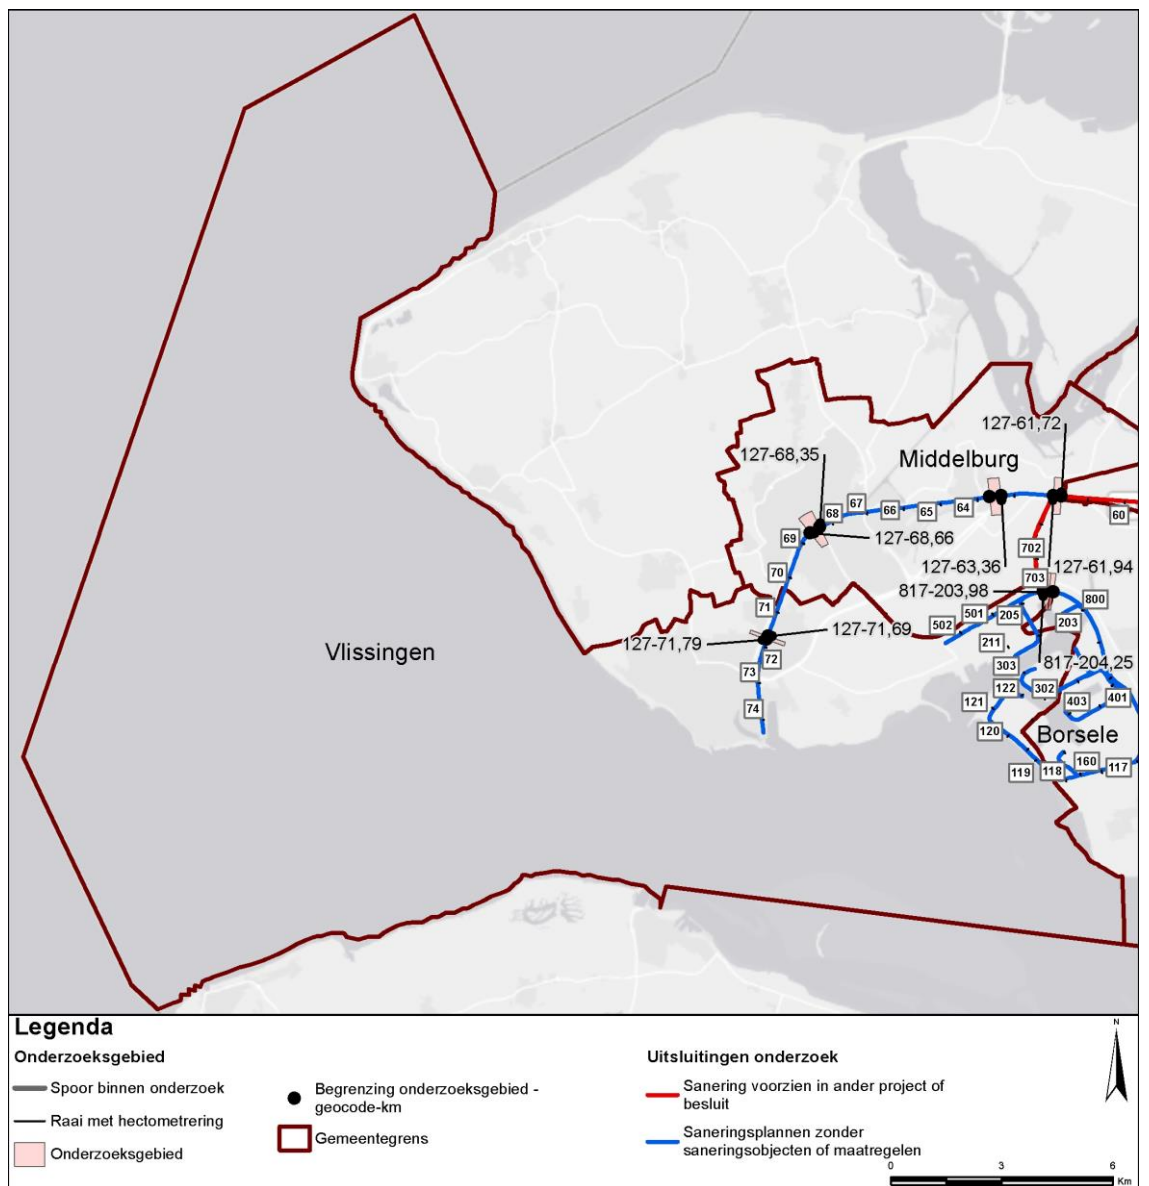 127-61,72
127-68,35
Middelburg
67
68
66
65
64
60
69
127-68,66
702
127-63,36
127-61,94
70
703
817-203,98
800
71
501
205
203
502
127-71,69
127-71,79
211
Vlissingen
72
303
817-204,25
73
122
302
401
121
403
74
120
Borsele
160
117
119
118
Legenda
Onderzoeksgebied
Spoor binnen onderzoek
Raai met hectometrering
Onderzoeksgebied
Begrenzing onderzoeksgebied -
geocode-km
Gemeentegrens
Uitsluitingen onderzoek
Sanering voorzien in ander project of
besluit
Saneringsplannen zonder
saneringsobjecten of maatregelen
N
0 3 6
Km